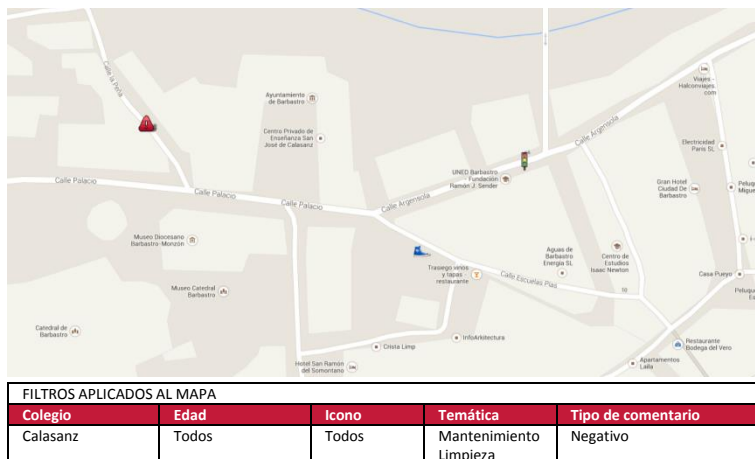 Calle la Peña
Viajes -
Halconviajes.
com
Ayuntamiento
de Barbastro
Centro Privado de
Enseñanza San
José de Calasanz
Calle Argensola
Electricidad
Paris SL
UNED Barbastro
- Fundación
Ramón J. Sender
Calle Argensola
Gran Hotel
Ciudad De
Barbastro
Calle Palacio
Calle Palacio
Calle Palacio
Museo Diocesano
Barbastro-Monzón
Aguas de
Barbastro
Energía SL
Centro de
Estudios
Isaac Newton
Trasiego vinos
y tapas
restaurante
Calle Escuelas Pías
Casa Pueyo
Museo Catedral
Barbastro
Catedral de
Barbastro
Crista Limp
InfoArkitectura
Restaurante
Bodega del Vero
Hotel San Ramón
del Somontano
Apartamentos
Laila
FILTROS APLICADOS AL MAPA
Colegio Edad Icono Temática Tipo de comentario
Calasanz Todos Todos Mantenimiento Negativo
Limpieza